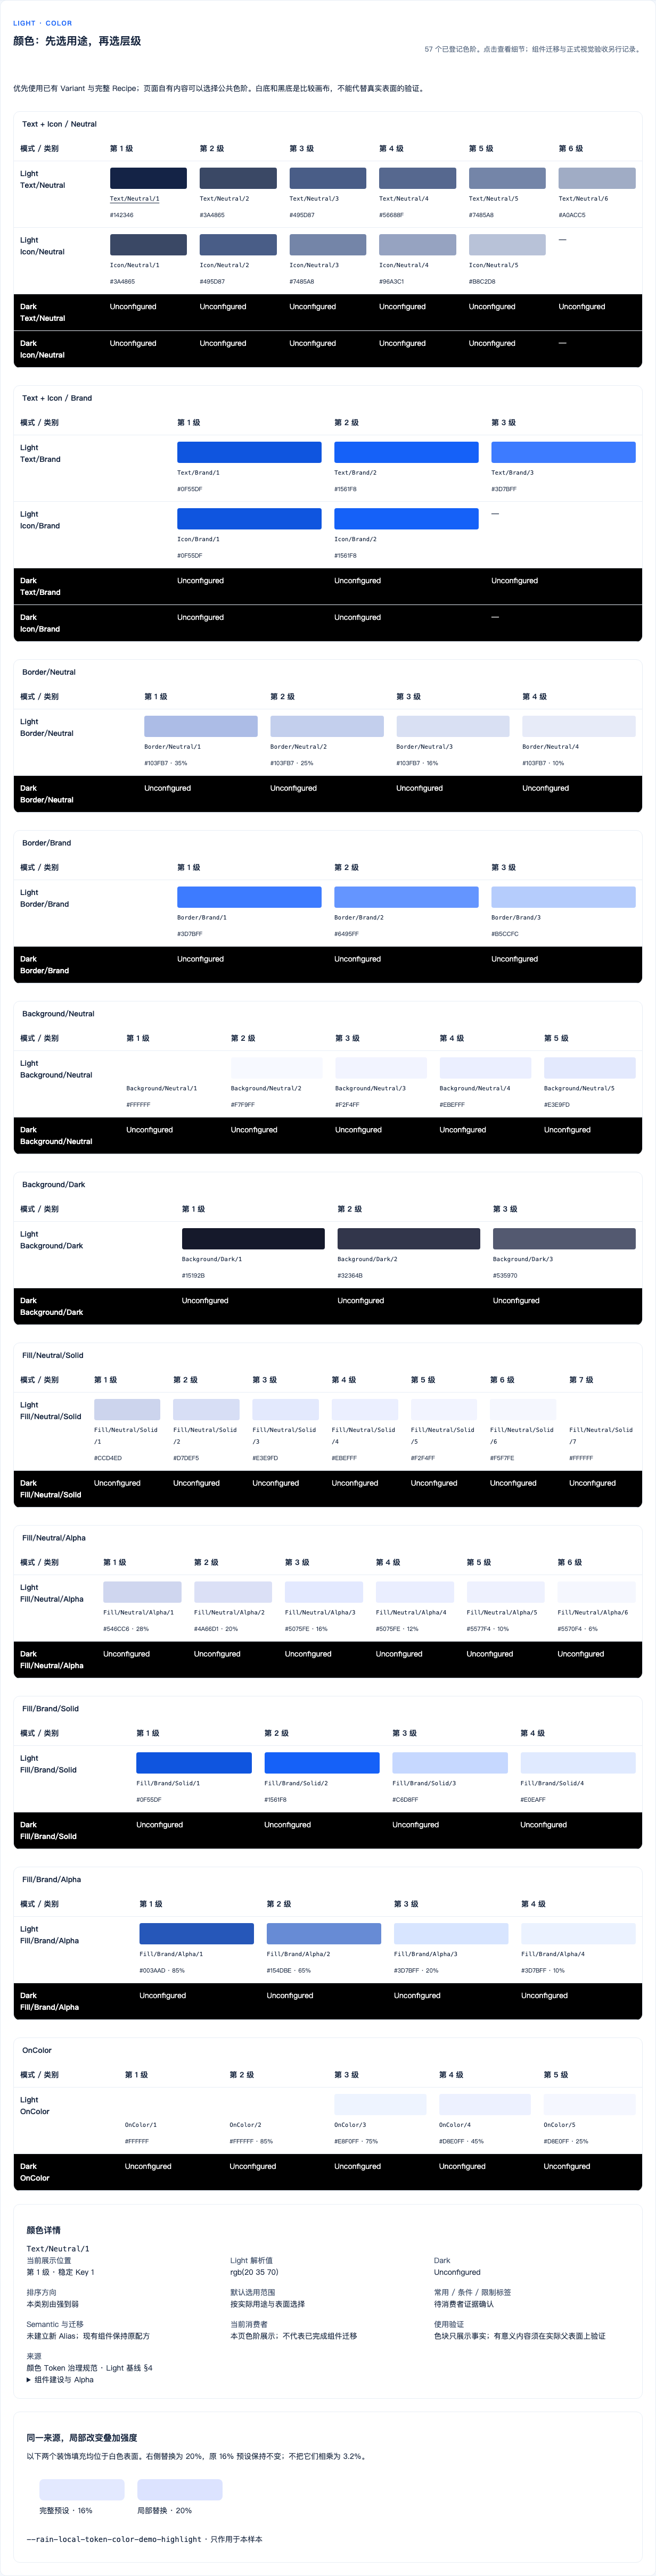 LIGHT · COLOR
颜色：先选用途，再选层级
57 个已登记色阶。点击查看细节；组件迁移与正式视觉验收另行记录。
优先使用已有 Variant 与完整 Recipe；页面自有内容可以选择公共色阶。白底和黑底是比较画布，不能代替真实表面的验证。
Text + Icon / Neutral
模式 / 类别 第 1 级 第 2 级 第 3 级 第 4 级 第 5 级 第 6 级
Light
Text/Neutral
Text/Neutral/1 Text/Neutral/2 Text/Neutral/3 Text/Neutral/4 Text/Neutral/5 Text/Neutral/6
#142346 #3A4865 #495D87 #56688F #7485A8 #A0ACC5
Light —
Icon/Neutral
Icon/Neutral/1 Icon/Neutral/2 Icon/Neutral/3 Icon/Neutral/4 Icon/Neutral/5
#3A4865 #495D87 #7485A8 #96A3C1 #B8C2D8
Dark Unconfigured Unconfigured Unconfigured Unconfigured Unconfigured Unconfigured
Text/Neutral
Dark Unconfigured Unconfigured Unconfigured Unconfigured Unconfigured —
Icon/Neutral
Text + Icon / Brand
模式 / 类别 第 1 级 第 2 级 第 3 级
Light
Text/Brand
Text/Brand/1 Text/Brand/2 Text/Brand/3
#0F55DF #1561F8 #3D7BFF
Light —
Icon/Brand
Icon/Brand/1 Icon/Brand/2
#0F55DF #1561F8
Dark Unconfigured Unconfigured Unconfigured
Text/Brand
Dark Unconfigured Unconfigured —
Icon/Brand
Border/Neutral
模式 / 类别 第 1 级 第 2 级 第 3 级 第 4 级
Light
Border/Neutral
Border/Neutral/1 Border/Neutral/2 Border/Neutral/3 Border/Neutral/4
#103FB7 · 35% #103FB7 · 25% #103FB7 · 16% #103FB7 · 10%
Dark Unconfigured Unconfigured Unconfigured Unconfigured
Border/Neutral
Border/Brand
模式 / 类别 第 1 级 第 2 级 第 3 级
Light
Border/Brand
Border/Brand/1 Border/Brand/2 Border/Brand/3
#3D7BFF #6495FF #B5CCFC
Dark Unconfigured Unconfigured Unconfigured
Border/Brand
Background/Neutral
模式 / 类别 第 1 级 第 2 级 第 3 级 第 4 级 第 5 级
Light
Background/Neutral
Background/Neutral/1 Background/Neutral/2 Background/Neutral/3 Background/Neutral/4 Background/Neutral/5
#FFFFFF #F7F9FF #F2F4FF #EBEFFF #E3E9FD
Dark Unconfigured Unconfigured Unconfigured Unconfigured Unconfigured
Background/Neutral
Background/Dark
模式 / 类别 第 1 级 第 2 级 第 3 级
Light
Background/Dark
Background/Dark/1 Background/Dark/2 Background/Dark/3
#15192B #32364B #535970
Dark Unconfigured Unconfigured Unconfigured
Background/Dark
Fill/Neutral/Solid
模式 / 类别 第 1 级 第 2 级 第 3 级 第 4 级 第 5 级 第 6 级 第 7 级
Light
Fill/Neutral/Solid
Fill/Neutral/Solid Fill/Neutral/Solid Fill/Neutral/Solid Fill/Neutral/Solid Fill/Neutral/Solid Fill/Neutral/Solid Fill/Neutral/Solid
/1 /2 /3 /4 /5 /6 /7
#CCD4ED #D7DEF5 #E3E9FD #EBEFFF #F2F4FF #F5F7FE #FFFFFF
Dark Unconfigured Unconfigured Unconfigured Unconfigured Unconfigured Unconfigured Unconfigured
Fill/Neutral/Solid
Fill/Neutral/Alpha
模式 / 类别 第 1 级 第 2 级 第 3 级 第 4 级 第 5 级 第 6 级
Light
Fill/Neutral/Alpha
Fill/Neutral/Alpha/1 Fill/Neutral/Alpha/2 Fill/Neutral/Alpha/3 Fill/Neutral/Alpha/4 Fill/Neutral/Alpha/5 Fill/Neutral/Alpha/6
#546CC6 · 28% #4A66D1 · 20% #5075FE · 16% #5075FE · 12% #5577F4 · 10% #5570F4 · 6%
Dark Unconfigured Unconfigured Unconfigured Unconfigured Unconfigured Unconfigured
Fill/Neutral/Alpha
Fill/Brand/Solid
模式 / 类别 第 1 级 第 2 级 第 3 级 第 4 级
Light
Fill/Brand/Solid
Fill/Brand/Solid/1 Fill/Brand/Solid/2 Fill/Brand/Solid/3 Fill/Brand/Solid/4
#0F55DF #1561F8 #C6D8FF #E0EAFF
Dark Unconfigured Unconfigured Unconfigured Unconfigured
Fill/Brand/Solid
Fill/Brand/Alpha
模式 / 类别 第 1 级 第 2 级 第 3 级 第 4 级
Light
Fill/Brand/Alpha
Fill/Brand/Alpha/1 Fill/Brand/Alpha/2 Fill/Brand/Alpha/3 Fill/Brand/Alpha/4
#003AAD · 85% #154DBE · 65% #3D7BFF · 20% #3D7BFF · 10%
Dark Unconfigured Unconfigured Unconfigured Unconfigured
Fill/Brand/Alpha
OnColor
模式 / 类别 第 1 级 第 2 级 第 3 级 第 4 级 第 5 级
Light
OnColor
OnColor/1 OnColor/2 OnColor/3 OnColor/4 OnColor/5
#FFFFFF #FFFFFF · 85% #E8F0FF · 75% #D8E0FF · 45% #D8E0FF · 25%
Dark Unconfigured Unconfigured Unconfigured Unconfigured Unconfigured
OnColor
颜色详情
Text/Neutral/1
当前展示位置 Light 解析值 Dark
第 1 级 · 稳定 Key 1 rgb(20 35 70) Unconfigured
排序方向 默认选用范围 常用 / 条件 / 限制标签
本类别由强到弱 按实际用途与表面选择 待消费者证据确认
Semantic 与迁移 当前消费者 使用验证
未建立新 Alias；现有组件保持原配方 本页色阶展示；不代表已完成组件迁移 色块只展示事实；有意义内容须在实际父表面上验证
来源
颜色 Token 治理规范 · Light 基线 §4
▶ 组件建设与 Alpha
同一来源，局部改变叠加强度
以下两个装饰填充均位于白色表面。右侧替换为 20%，原 16% 预设保持不变；不把它们相乘为 3.2%。
完整预设 · 16% 局部替换 · 20%
--rain-local-token-color-demo-highlight · 只作用于本样本